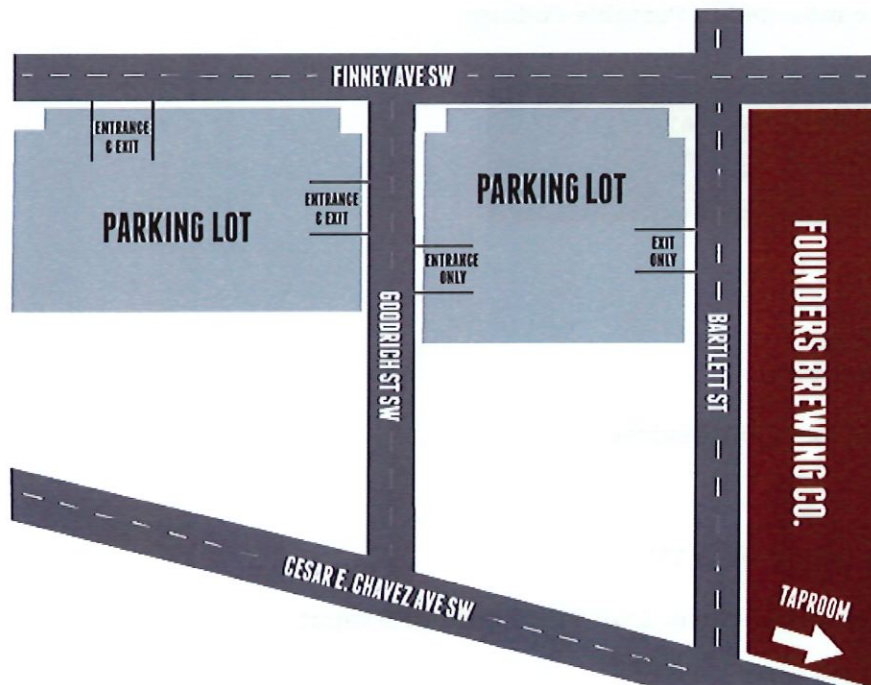 FINNEY AVE SW
ENTRANCE
& EXIT
PARKING LOT
ENTRANCE
& EXIT
PARKING LOT
ENTRANCE
ONLY
EXIT
ONLY
GOODRICH ST SW
BARTLETT ST
FOUNDERS BREWING CO.
CESAR E. CHAVEZ AVE SW
TAPROOM